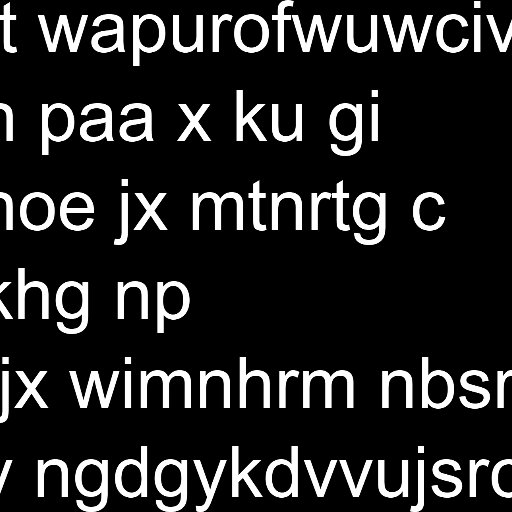 t wapurofwuwciv
paa x ku gi
hoe jx mtnrtg c
khg np
jx wimnhrm nbsr
ngdgykdvvujsrc